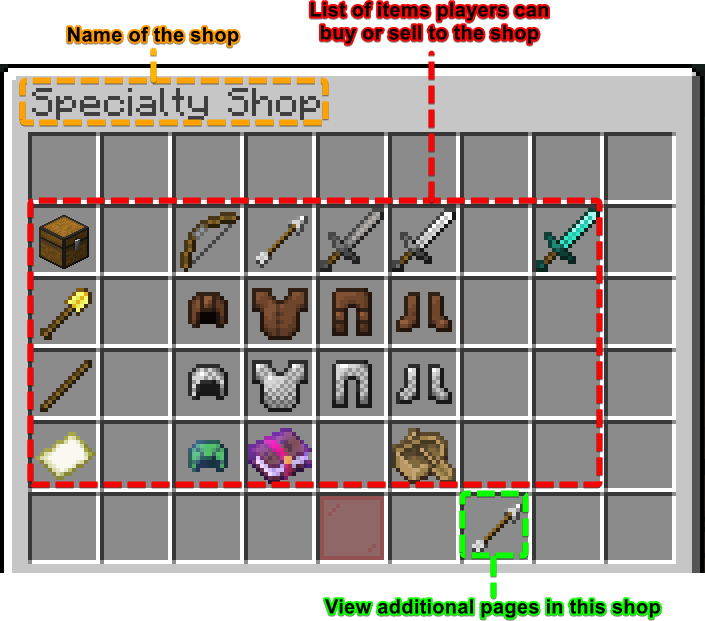 List of items players can
buy or sell to the shop
Name of the shop
Specialty Shop
View additional pages in this shop